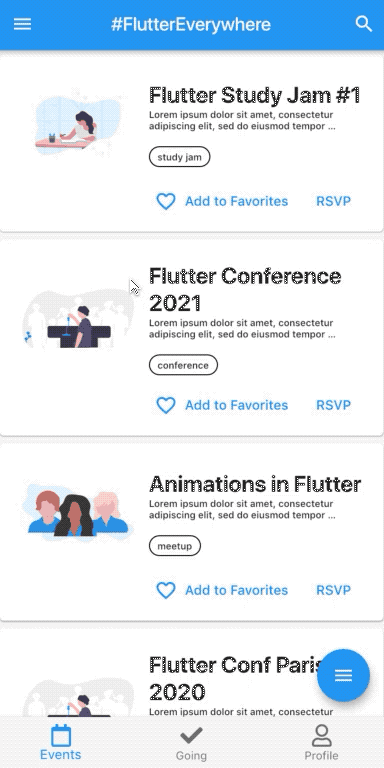 #FlutterEverywhere
Flutter Study Jam #1
Lorem ipsum dolor sit amet, consectetur
adipiscing elit, sed do eiusmod tempor ...
study jam
Add to Favorites RSVP
Flutter Conference
2021
Lorem ipsum dolor sit amet, consectetur
adipiscing elit, sed do eiusmod tempor ...
conference
Add to Favorites RSVP
Animations in Flutter
Lorem ipsum dolor sit amet, consectetur
adipiscing elit, sed do eiusmod tempor ...
meetup
Add to Favorites RSVP
Flutter Conf Paris
2020
Lorem ipsum dolor sit amet, consectetur
Events Going Profile